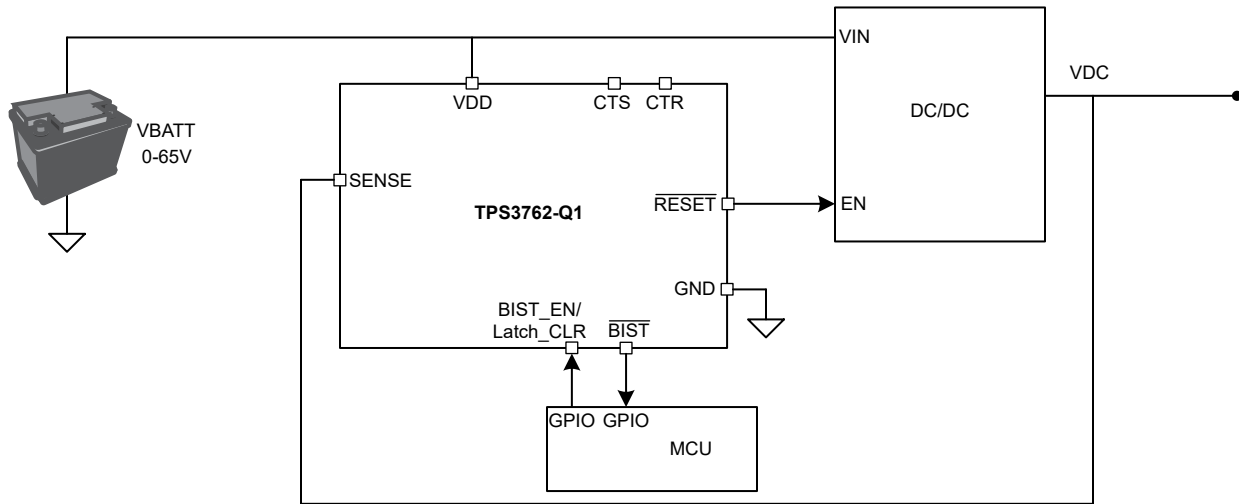 VIN
VDC
VDD
CTS
CTR
DC/DC
VBATT
0-65V
SENSE
TPS3762-Q1
RESET
EN
GND
BIST_EN/
Latch_CLR
BIST
GPIO
GPIO
MCU